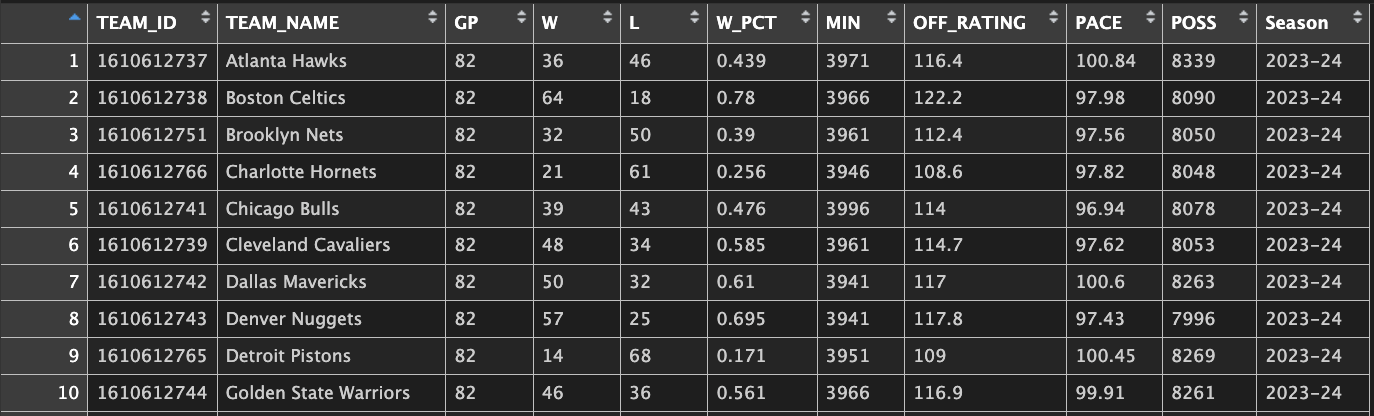 TEAM_ID TEAM_NAME GP W L W_PCT MIN OFF_RATING PACE POSS Season
1 1610612737 Atlanta Hawks 82 36 46 0.439 3971 116.4 100.84 8339 2023-24
2 1610612738 Boston Celtics 82 64 18 0.78 3966 122.2 97.98 8090 2023-24
3 1610612751 Brooklyn Nets 82 32 50 0.39 3961 112.4 97.56 8050 2023-24
4 1610612766 Charlotte Hornets 82 21 61 0.256 3946 108.6 97.82 8048 2023-24
5 1610612741 Chicago Bulls 82 39 43 0.476 3996 114 96.94 8078 2023-24
6 1610612739 Cleveland Cavaliers 82 48 34 0.585 3961 114.7 97.62 8053 2023-24
7 1610612742 Dallas Mavericks 82 50 32 0.61 3941 117 100.6 8263 2023-24
8 1610612743 Denver Nuggets 82 57 25 0.695 3941 117.8 97.43 7996 2023-24
9 1610612765 Detroit Pistons 82 14 68 0.171 3951 109 100.45 8269 2023-24
10 1610612744 Golden State Warriors 82 46 36 0.561 3966 116.9 99.91 8261 2023-24